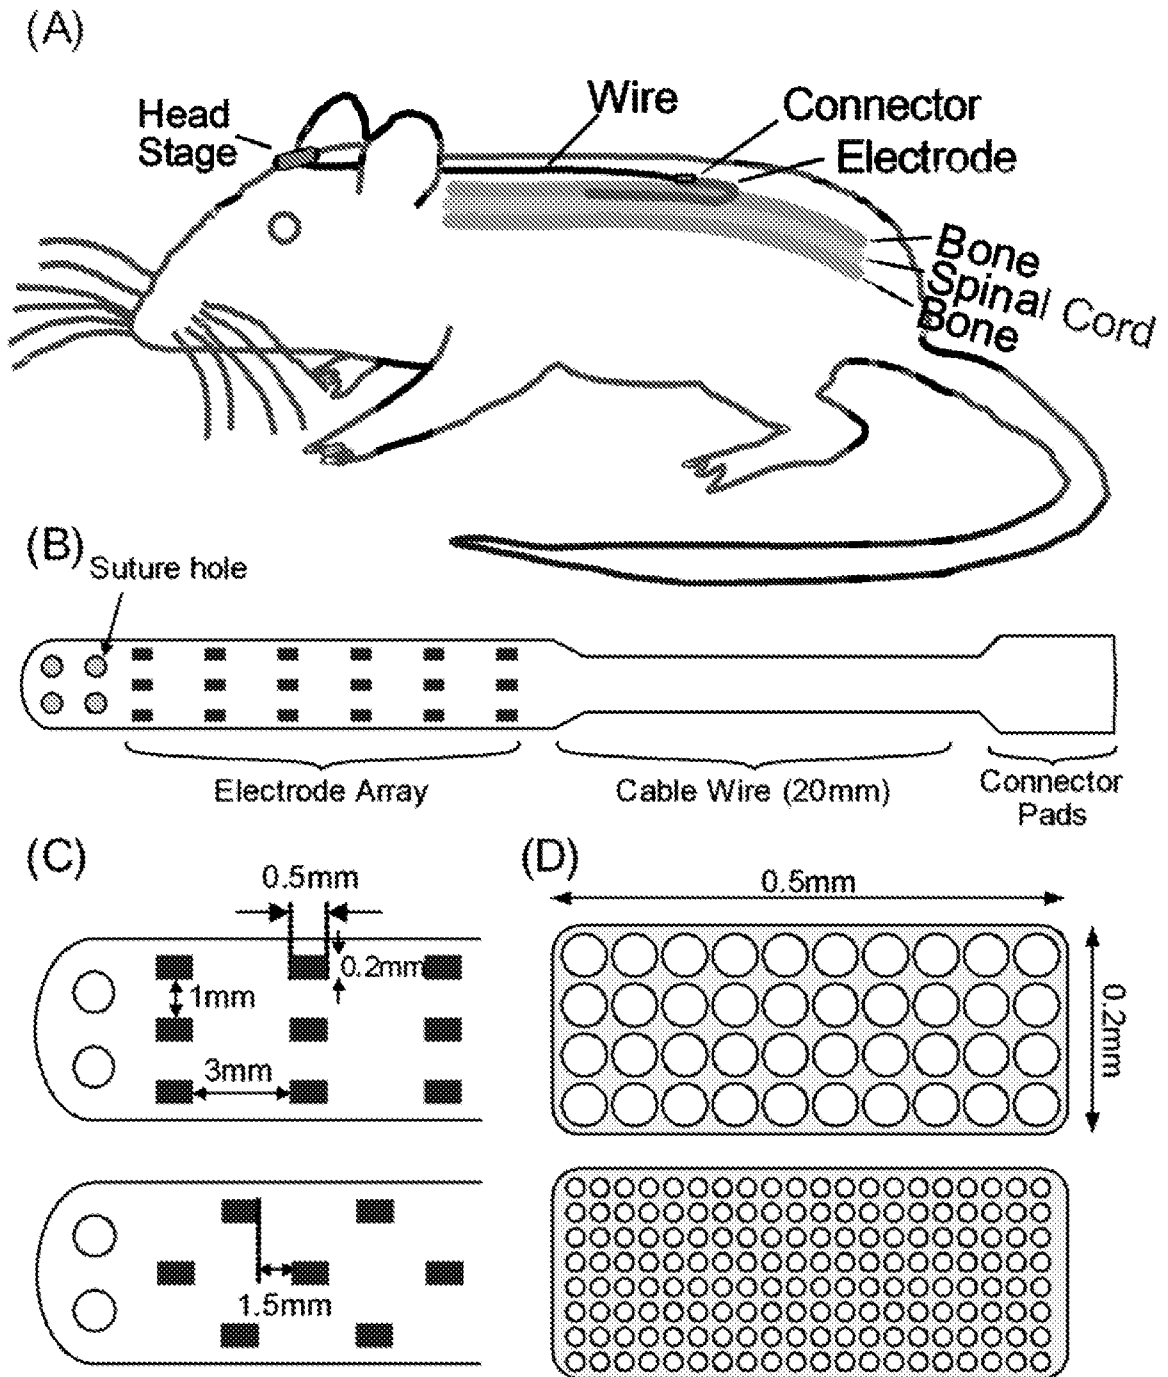 (A)
Head
Stage
Wire
Connector
Electrode
Bone
Spinal Cord
Bone
(B)
Suture hole
Electrode Array
Cable Wire (20mm)
Connector
Pads
(C)
0.5mm
0.2mm
1mm
3mm
1.5mm
(D)
0.5mm
0.2mm